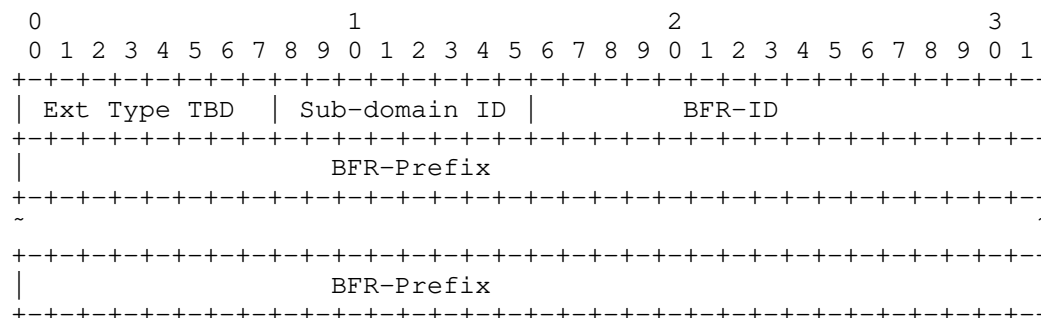 0                   1                   2                   3
0 1 2 3 4 5 6 7 8 9 0 1 2 3 4 5 6 7 8 9 0 1 2 3 4 5 6 7 8 9 0 1
+-+-+-+-+-+-+-+-+-+-+-+-+-+-+-+-+-+-+-+-+-+-+-+-+-+-+-+-+-+-+-+-
| Ext Type TBD  | Sub-domain ID |         BFR-ID
+-+-+-+-+-+-+-+-+-+-+-+-+-+-+-+-+-+-+-+-+-+-+-+-+-+-+-+-+-+-+-+-
|                   BFR-Prefix
+-+-+-+-+-+-+-+-+-+-+-+-+-+-+-+-+-+-+-+-+-+-+-+-+-+-+-+-+-+-+-+-
~                                                               ~
+-+-+-+-+-+-+-+-+-+-+-+-+-+-+-+-+-+-+-+-+-+-+-+-+-+-+-+-+-+-+-+-
|                   BFR-Prefix
+-+-+-+-+-+-+-+-+-+-+-+-+-+-+-+-+-+-+-+-+-+-+-+-+-+-+-+-+-+-+-+-